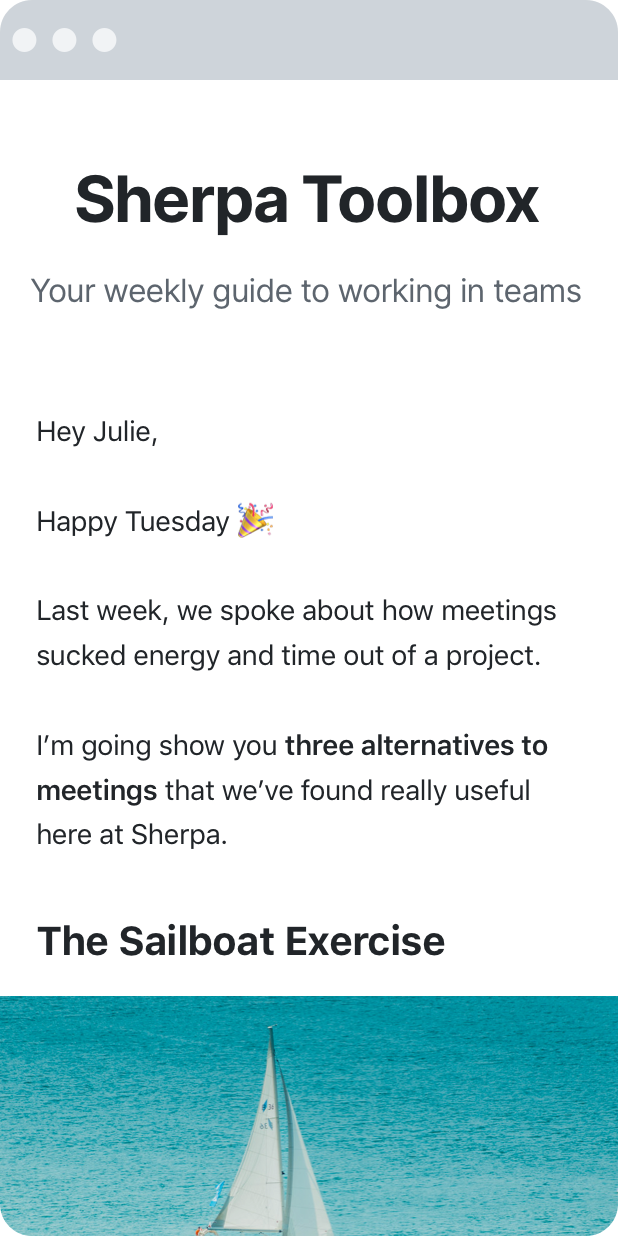 Sherpa Toolbox
Your weekly guide to working in teams
Hey Julie,
Happy Tuesday 🎉
Last week, we spoke about how meetings
sucked energy and time out of a project.
I’m going show you three alternatives to
meetings that we’ve found really useful
here at Sherpa.
The Sailboat Exercise